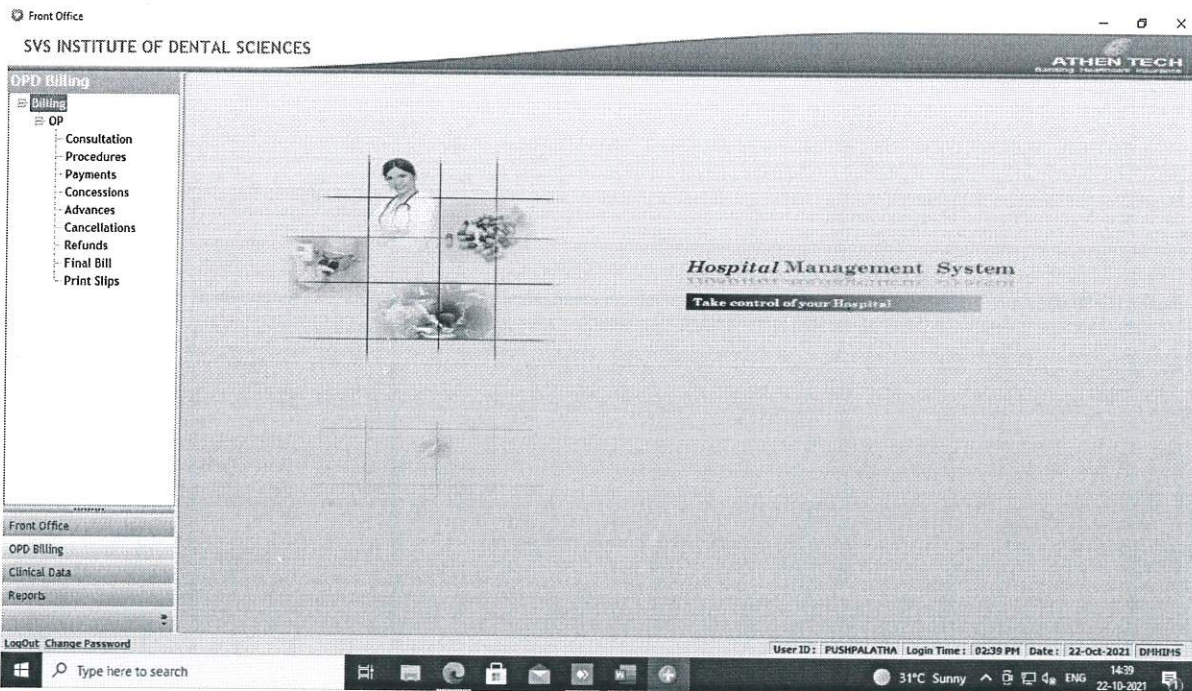 Front Office
SVS INSTITUTE OF DENTAL SCIENCES
ATHEN TECH
OPD Billing
Billing
OP
Consultation
Procedures
Payments
Concessions
Advances
Cancellations
Refunds
Final Bill
Print Slips
Hospital Management System
Take control of your Hospital
Front Office
OPD Billing
Clinical Data
Reports
LogOut Change Password
User ID : PUSHPALATHA Login Time : 02:39 PM Date : 22-Oct-2021 DMHIMS
Type here to search
31°C Sunny ENG 14:39
22-10-2021